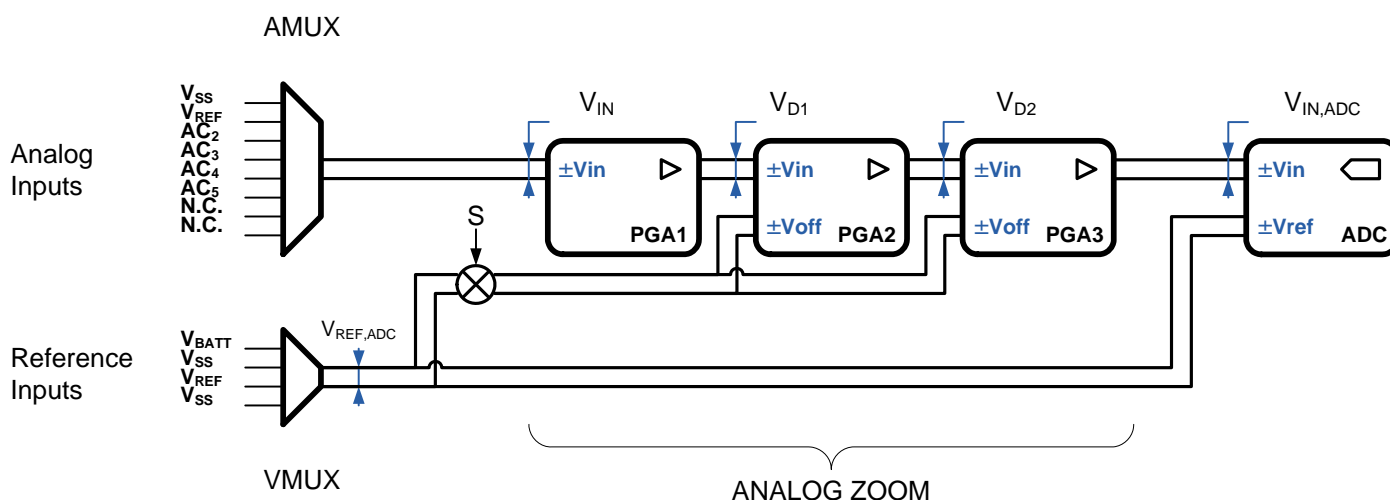 AMUX
Analog
Inputs
VSS
VREF
AC2
AC3
AC4
AC5
N.C.
N.C.
VIN
VD1
VD2
VIN,ADC
±Vin
PGA1
±Vin
±Voff
PGA2
±Vin
±Voff
PGA3
±Vin
±Vref
ADC
S
Reference
Inputs
VBATT
VSS
VREF
VSS
VREF,ADC
VMUX
ANALOG ZOOM